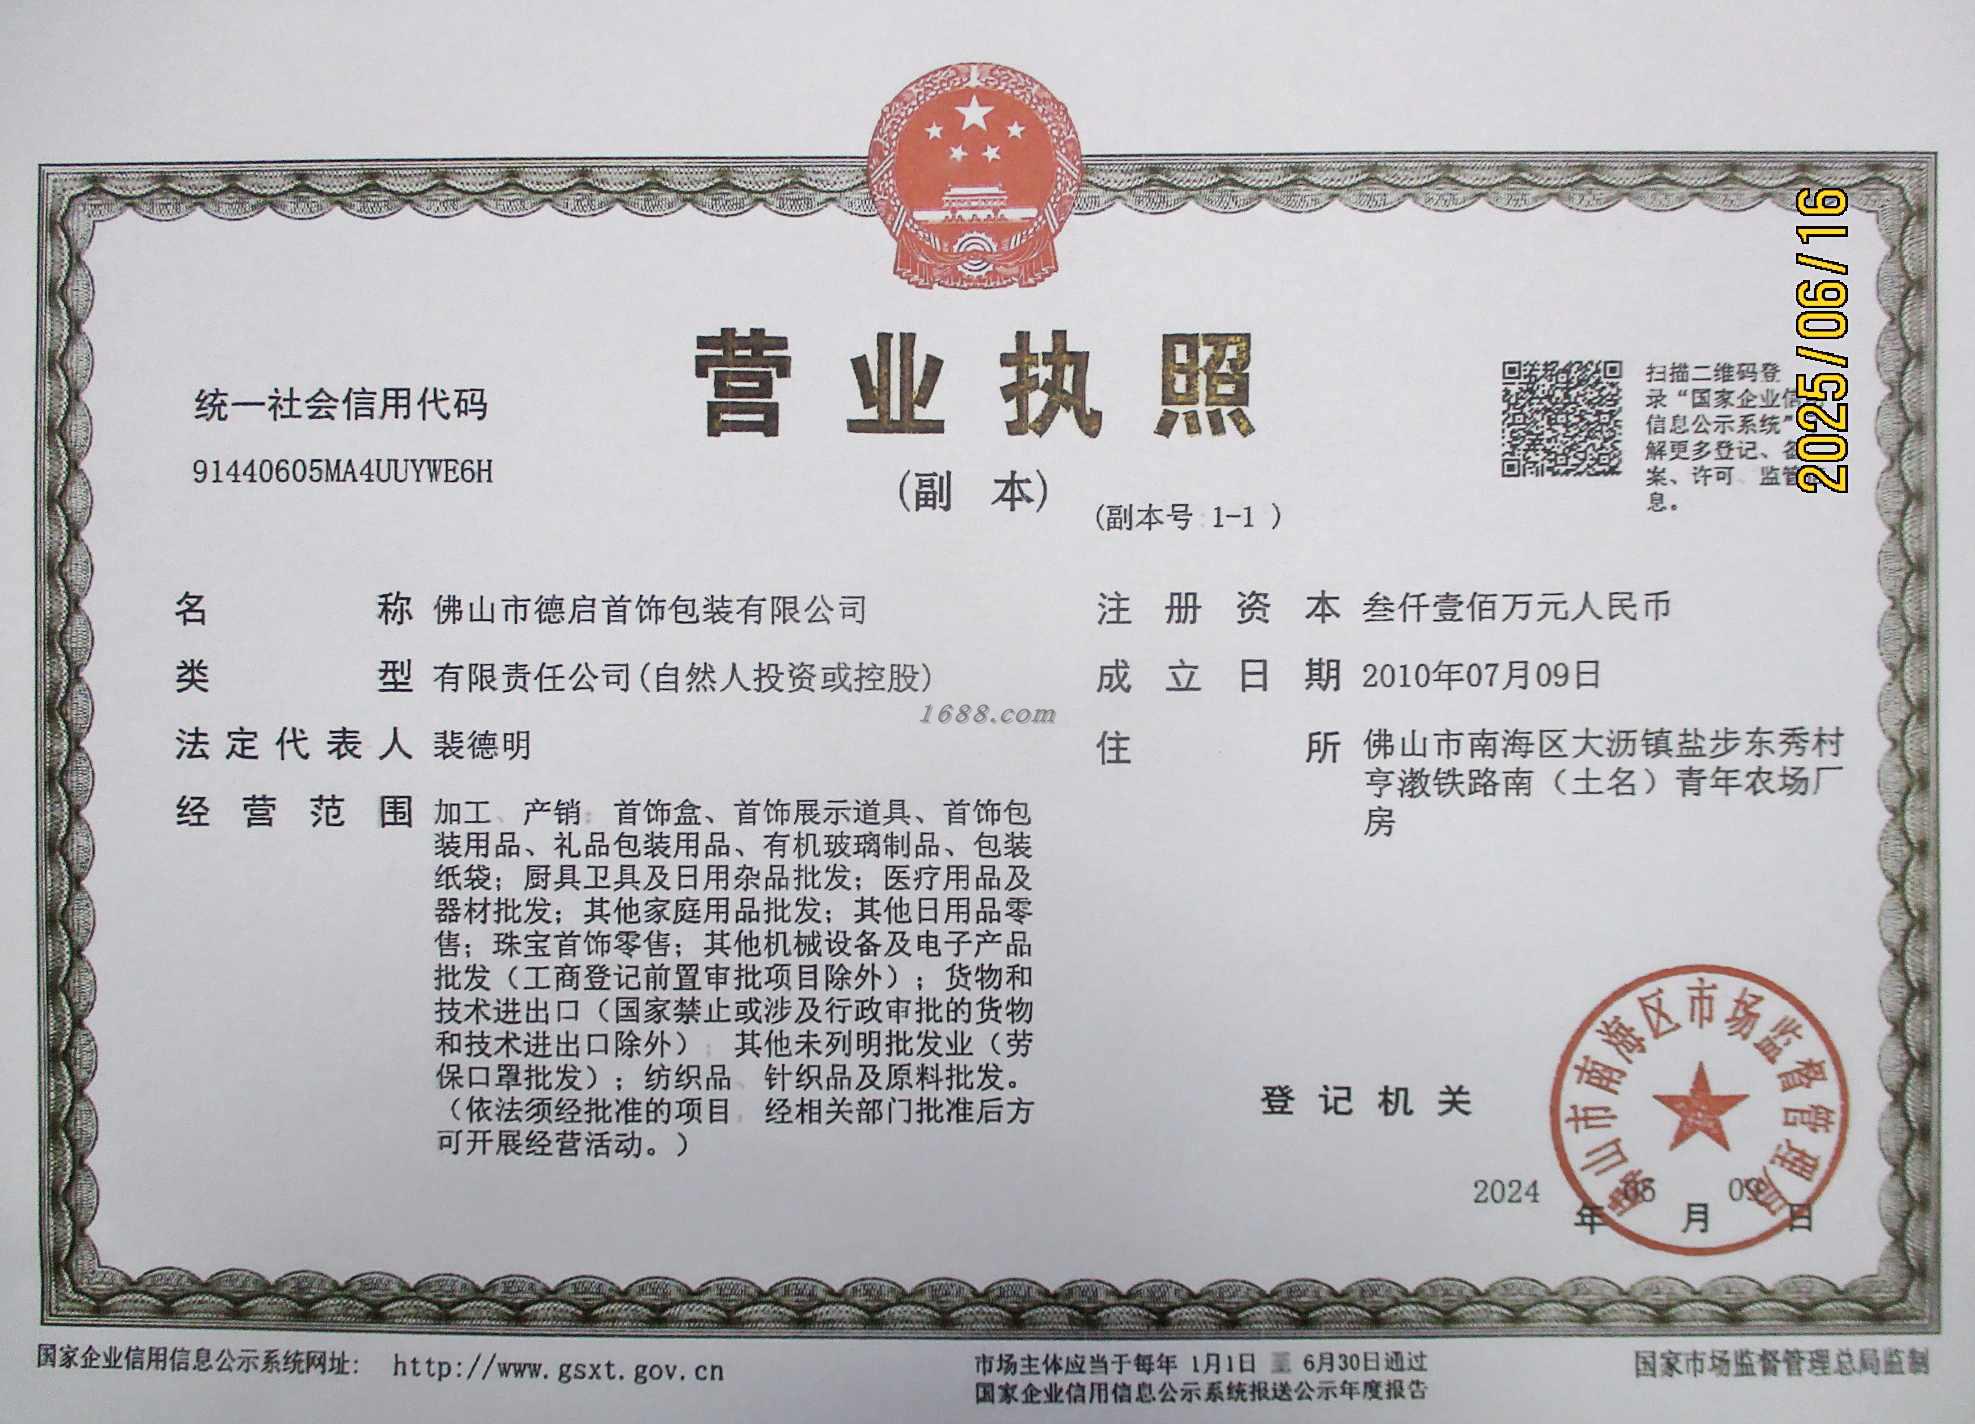 2025/06/16
营业执照
(副 本)
(副本号:1-1 )
统一社会信用代码
91440605MA4UUYWE6H
扫描二维码登
录“国家企业信用
信息公示系统”
解更多登记、备
案、许可、监管
息。
名 称 佛山市德启首饰包装有限公司
类 型 有限责任公司(自然人投资或控股)
法定代表人 裴德明
经营范围 加工、产销:首饰盒、首饰展示道具、首饰包
装用品、礼品包装用品、有机玻璃制品、包装
纸袋;厨具卫具及日用杂品批发;医疗用品及
器材批发;其他家庭用品批发;其他日用品零
售;珠宝首饰零售;其他机械设备及电子产品
批发(工商登记前置审批项目除外);货物和
技术进出口(国家禁止或涉及行政审批的货物
和技术进出口除外);其他未列明批发业(劳
保口罩批发);纺织品、针织品及原料批发。
(依法须经批准的项目,经相关部门批准后方
可开展经营活动。)
注册资本 叁仟壹佰万元人民币
成立日期 2010年07月09日
住 所 佛山市南海区大沥镇盐步东秀村
亨漖铁路南(土名)青年农场厂
房
1688.com
登记机关
佛山市南海区市场监督管理局
2024 年 月 09 日
国家企业信用信息公示系统网址: http://www.gsxt.gov.cn
市场主体应当于每年 1月1日 至 6月30日通过
国家企业信用信息公示系统报送公示年度报告
国家市场监督管理总局监制